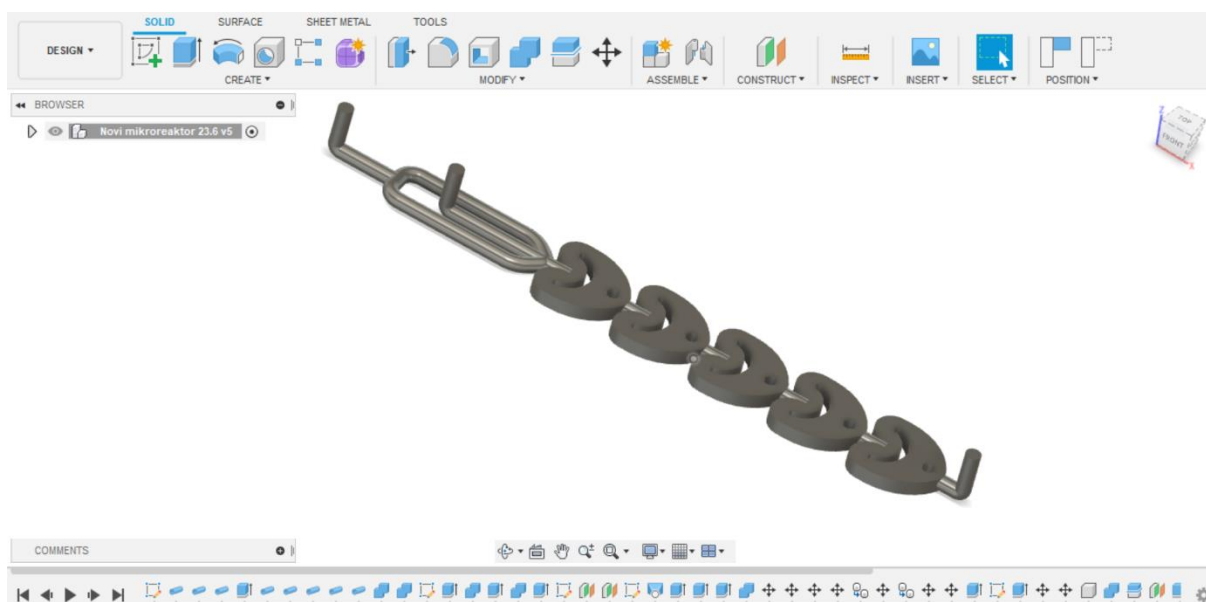 SOLID SURFACE SHEET METAL TOOLS
DESIGN
CREATE MODIFY ASSEMBLE CONSTRUCT INSPECT INSERT SELECT POSITION
BROWSER
Novi mikroreaktor 23.6 v5
Z
TOP
FRONT
X
COMMENTS